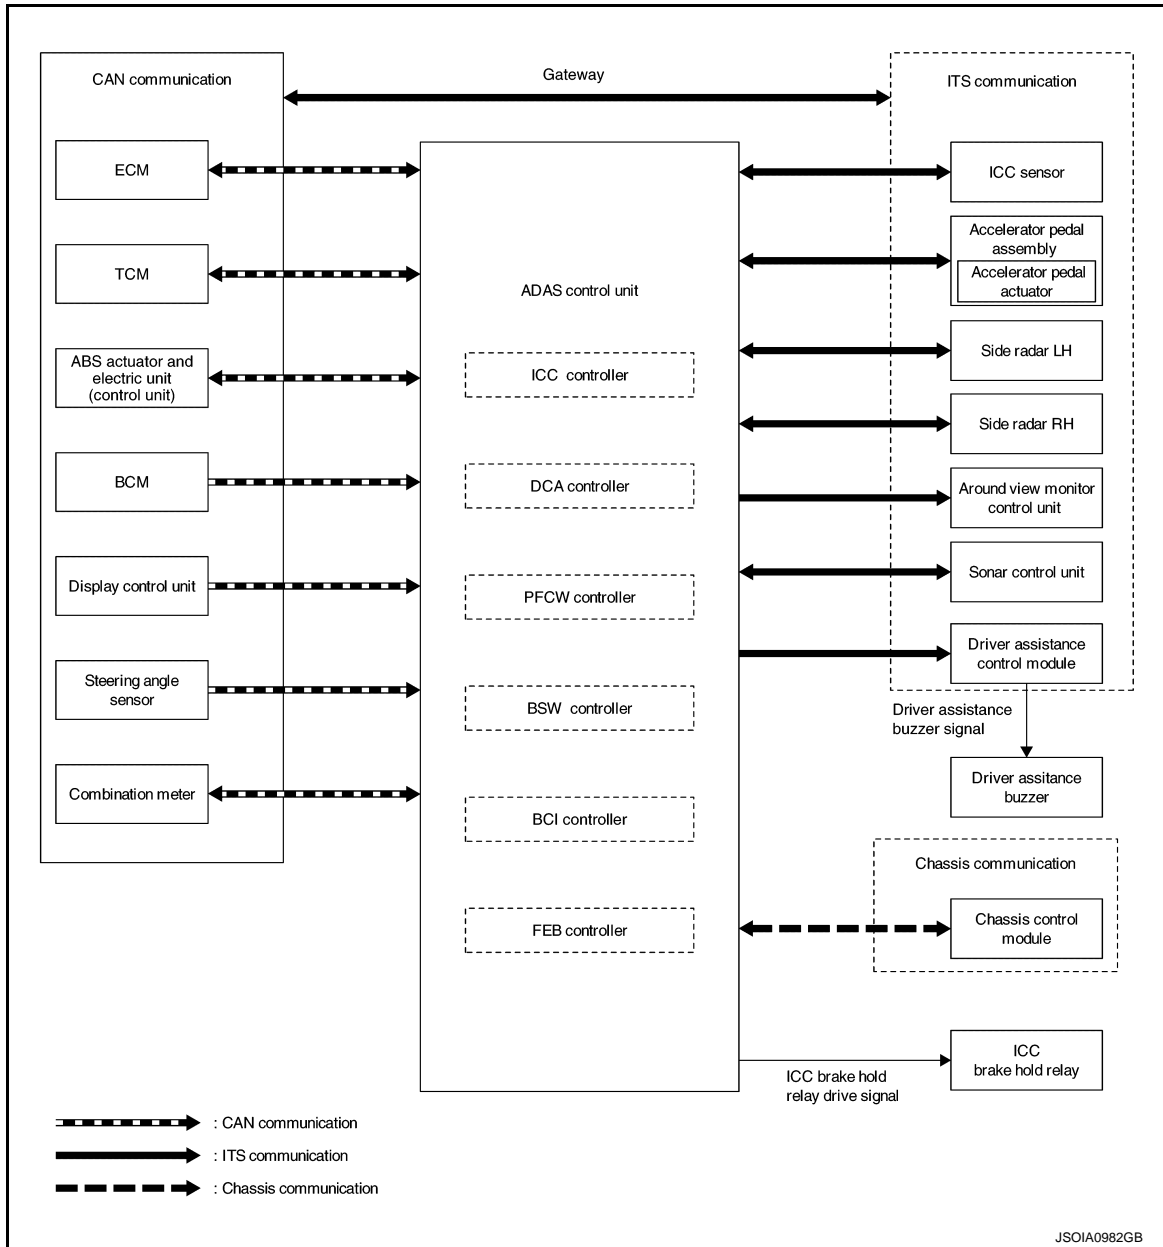 CAN communication
Gateway
ITS communication
ECM
TCM
ABS actuator and
electric unit
(control unit)
BCM
Display control unit
Steering angle
sensor
Combination meter
ADAS control unit
ICC controller
DCA controller
PFCW controller
BSW controller
BCI controller
FEB controller
ICC sensor
Accelerator pedal
assembly
Accelerator pedal
actuator
Side radar LH
Side radar RH
Around view monitor
control unit
Sonar control unit
Driver assistance
control module
Driver assistance
buzzer signal
Driver assitance
buzzer
Chassis communication
Chassis control
module
ICC brake hold
relay drive signal
ICC
brake hold relay
: CAN communication
: ITS communication
: Chassis communication
JSOIA0982GB